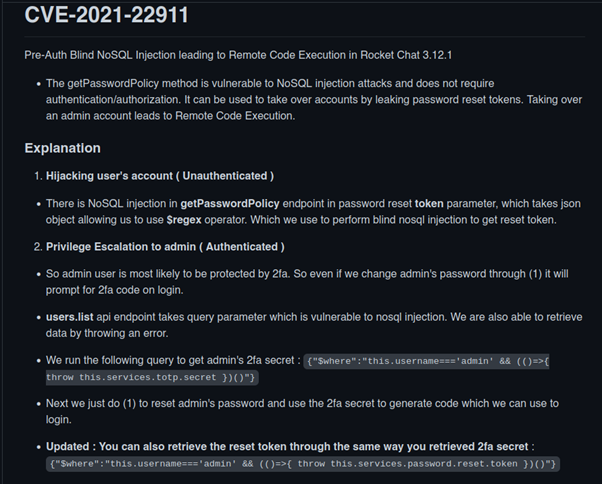 CVE-2021-22911
Pre-Auth Blind NoSQL Injection leading to Remote Code Execution in Rocket Chat 3.12.1
• The getPasswordPolicy method is vulnerable to NoSQL injection attacks and does not require
authentication/authorization. It can be used to take over accounts by leaking password reset tokens. Taking over
an admin account leads to Remote Code Execution.
Explanation
1. Hijacking user's account ( Unauthenticated )
• There is NoSQL injection in getPasswordPolicy endpoint in password reset token parameter, which takes json
object allowing us to use $regex operator. Which we use to perform blind nosql injection to get reset token.
2. Privilege Escalation to admin ( Authenticated )
• So admin user is most likely to be protected by 2fa. So even if we change admin's password through (1) it will
prompt for 2fa code on login.
• users.list api endpoint takes query parameter which is vulnerable to nosql injection. We are also able to retrieve
data by throwing an error.
• We run the following query to get admin's 2fa secret : {"$where":"this.username==='admin' && (()=>{
throw this.services.totp.secret })()"}
• Next we just do (1) to reset admin's password and use the 2fa secret to generate code which we can use to
login.
• Updated : You can also retrieve the reset token through the same way you retrieved 2fa secret :
{"$where":"this.username==='admin' && (()=>{ throw this.services.password.reset.token })()"}